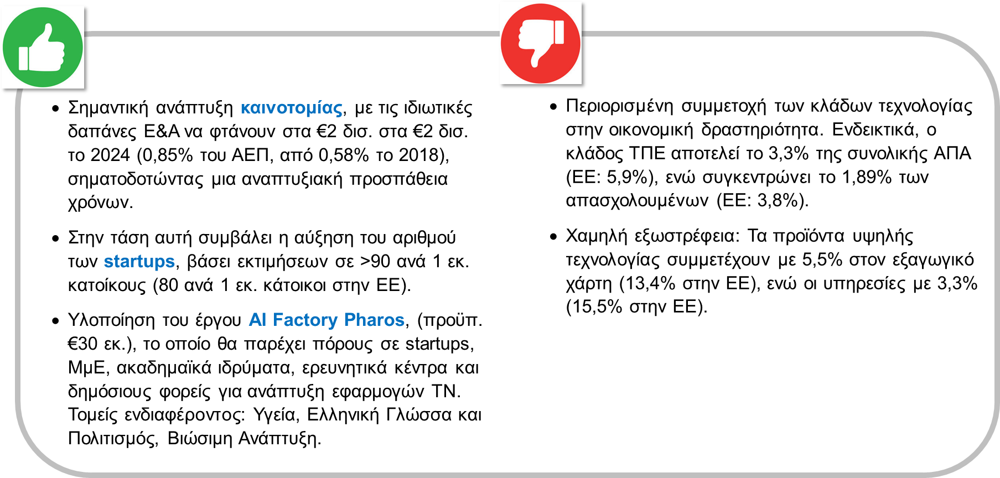 • Σημαντική ανάπτυξη καινοτομίας, με τις ιδιωτικές
δαπάνες Ε&Α να φτάνουν στα €2 δισ. στα €2 δισ.
το 2024 (0,85% του ΑΕΠ, από 0,58% το 2018),
σηματοδοτώντας μια αναπτυξιακή προσπάθεια
χρόνων.
• Στην τάση αυτή συμβάλει η αύξηση του αριθμού
των startups, βάσει εκτιμήσεων σε >90 ανά 1 εκ.
κατοίκους (80 ανά 1 εκ. κάτοικοι στην ΕΕ).
• Υλοποίηση του έργου AI Factory Pharos, (προϋπ.
€30 εκ.), το οποίο θα παρέχει πόρους σε startups,
ΜμΕ, ακαδημαϊκά ιδρύματα, ερευνητικά κέντρα και
δημόσιους φορείς για ανάπτυξη εφαρμογών ΤΝ.
Τομείς ενδιαφέροντος: Υγεία, Ελληνική Γλώσσα και
Πολιτισμός, Βιώσιμη Ανάπτυξη.
• Περιορισμένη συμμετοχή των κλάδων τεχνολογίας
στην οικονομική δραστηριότητα. Ενδεικτικά, ο
κλάδος ΤΠΕ αποτελεί το 3,3% της συνολικής ΑΠΑ
(ΕΕ: 5,9%), ενώ συγκεντρώνει το 1,89% των
απασχολουμένων (ΕΕ: 3,8%).
• Χαμηλή εξωστρέφεια: Τα προϊόντα υψηλής
τεχνολογίας συμμετέχουν με 5,5% στον εξαγωγικό
χάρτη (13,4% στην ΕΕ), ενώ οι υπηρεσίες με 3,3%
(15,5% στην ΕΕ).